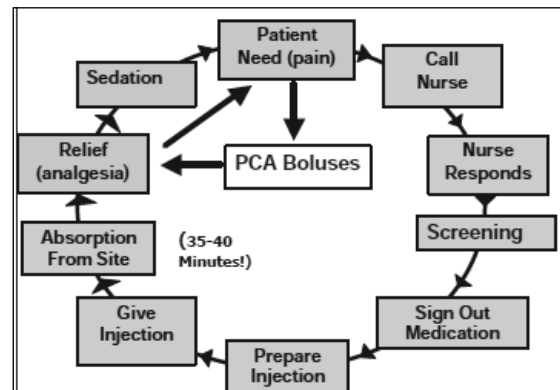 Patient
Need (pain)
Call
Nurse
Nurse
Responds
Screening
Sign Out
Medication
Prepare
Injection
Give
Injection
Absorption
From Site
(35-40
Minutes!)
Relief
(analgesia)
Sedation
PCA Boluses